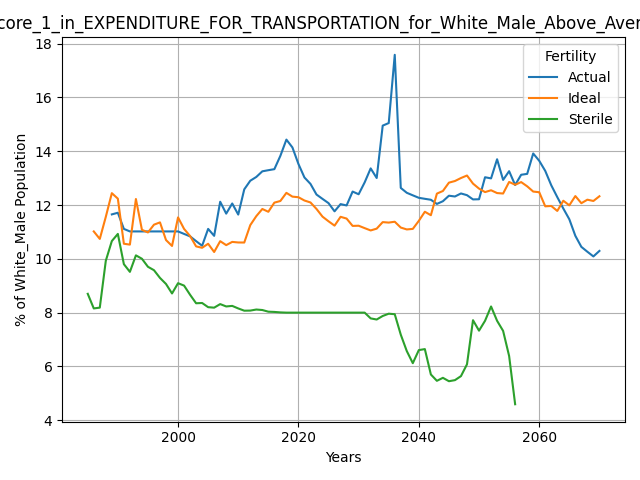 core_1_in_EXPENDITURE_FOR_TRANSPORTATION_for_White_Male_Above_Aver
Fertility
Actual
Ideal
Sterile
% of White_Male Population
18
16
14
12
10
8
6
4
2000
2020
2040
2060
Years